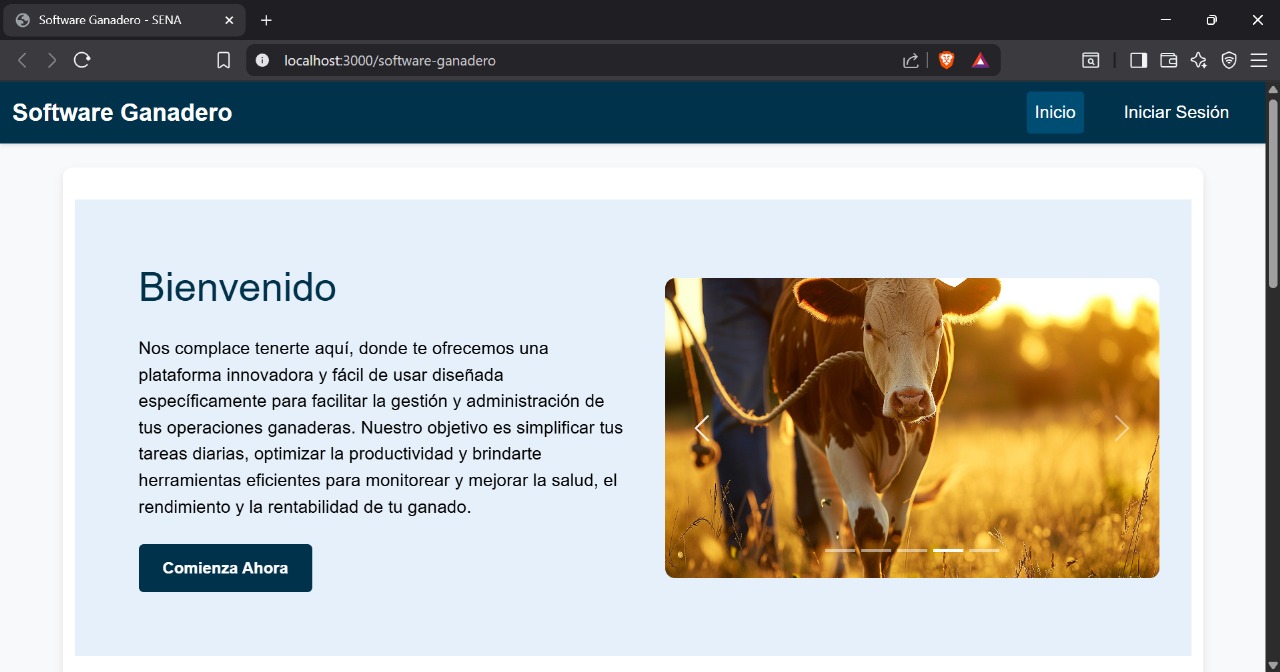 Software Ganadero - SENA
localhost:3000/software-ganadero
Software Ganadero
Inicio
Iniciar Sesión
Bienvenido
Nos complace tenerte aquí, donde te ofrecemos una
plataforma innovadora y fácil de usar diseñada
específicamente para facilitar la gestión y administración de
tus operaciones ganaderas. Nuestro objetivo es simplificar tus
tareas diarias, optimizar la productividad y brindarte
herramientas eficientes para monitorear y mejorar la salud, el
rendimiento y la rentabilidad de tu ganado.
Comienza Ahora